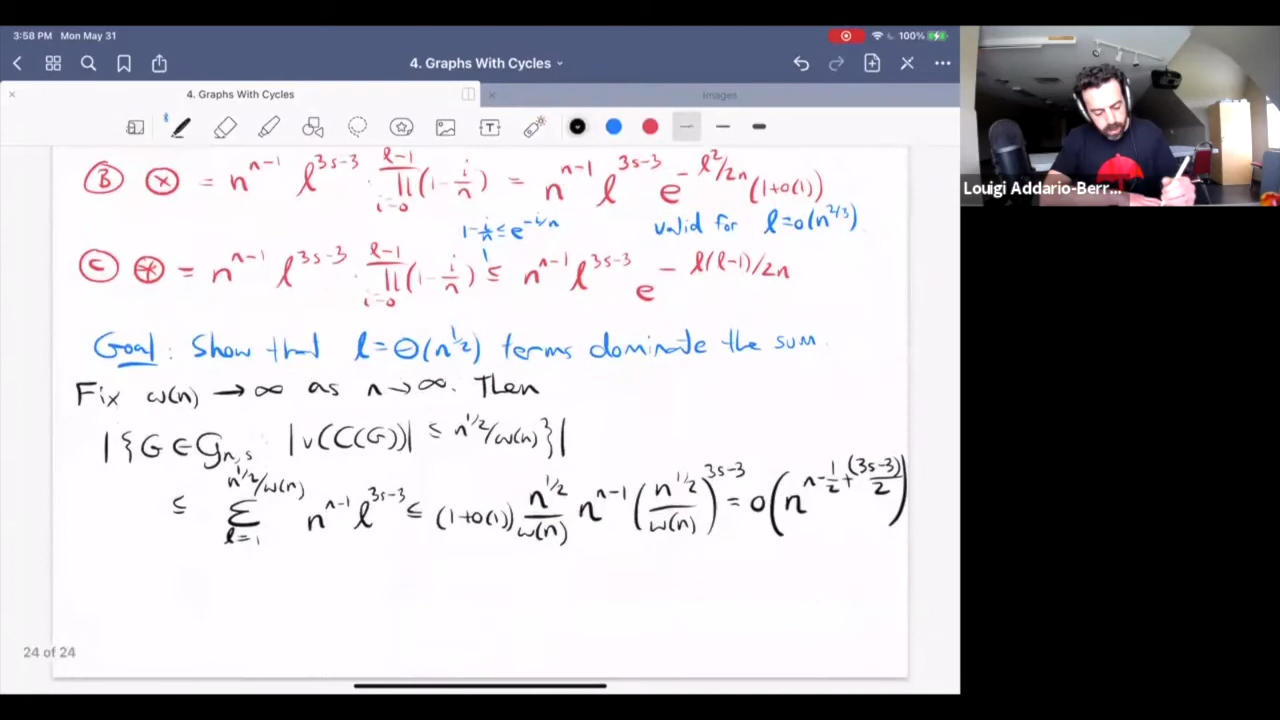 3:58 PM Mon May 31
100%
4. Graphs With Cycles
4. Graphs With Cycles
Images
Ⓑ ⊛ = n^{n-1} l^{3s-3} · ∏_{i=0}^{l-1} (1 - i/n) = n^{n-1} l^{3s-3} e^{-l²/2n} (1+o(1))
1 - i/n ≤ e^{-i/n}
valid for l = o(n^{2/3})
Ⓒ ⊛ = n^{n-1} l^{3s-3} · ∏_{i=0}^{l-1} (1 - i/n) ≤ n^{n-1} l^{3s-3} e^{-l(l-1)/2n}
Goal: Show that l = Θ(n^{1/2}) terms dominate the sum.
Fix ω(n) → ∞ as n → ∞. Then
|{G ∈ G_{n,s} |v(C(G))| ≤ n^{1/2}/ω(n)}|
≤ Σ_{l=1}^{n^{1/2}/ω(n)} n^{n-1} l^{3s-3} ≤ (1+o(1)) n^{1/2}/ω(n) n^{n-1} (n^{1/2}/ω(n))^{3s-3} = o(n^{n - 1/2 + (3s-3)/2})
24 of 24
Louigi Addario-Berr...